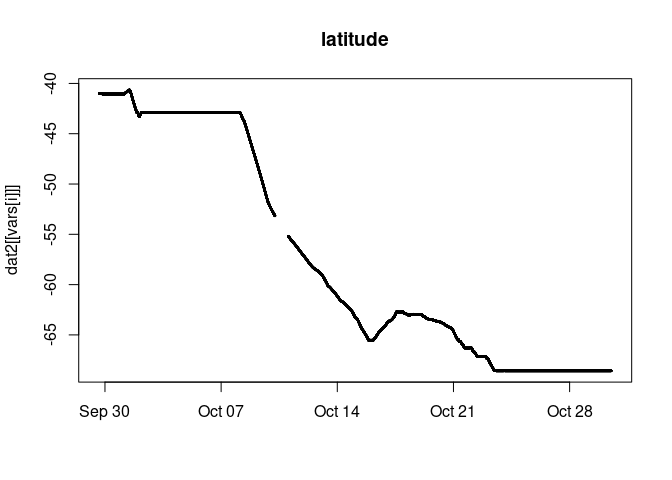 latitude
dat2[[vars[i]]]
-40
-45
-50
-55
-60
-65
Sep 30
Oct 07
Oct 14
Oct 21
Oct 28